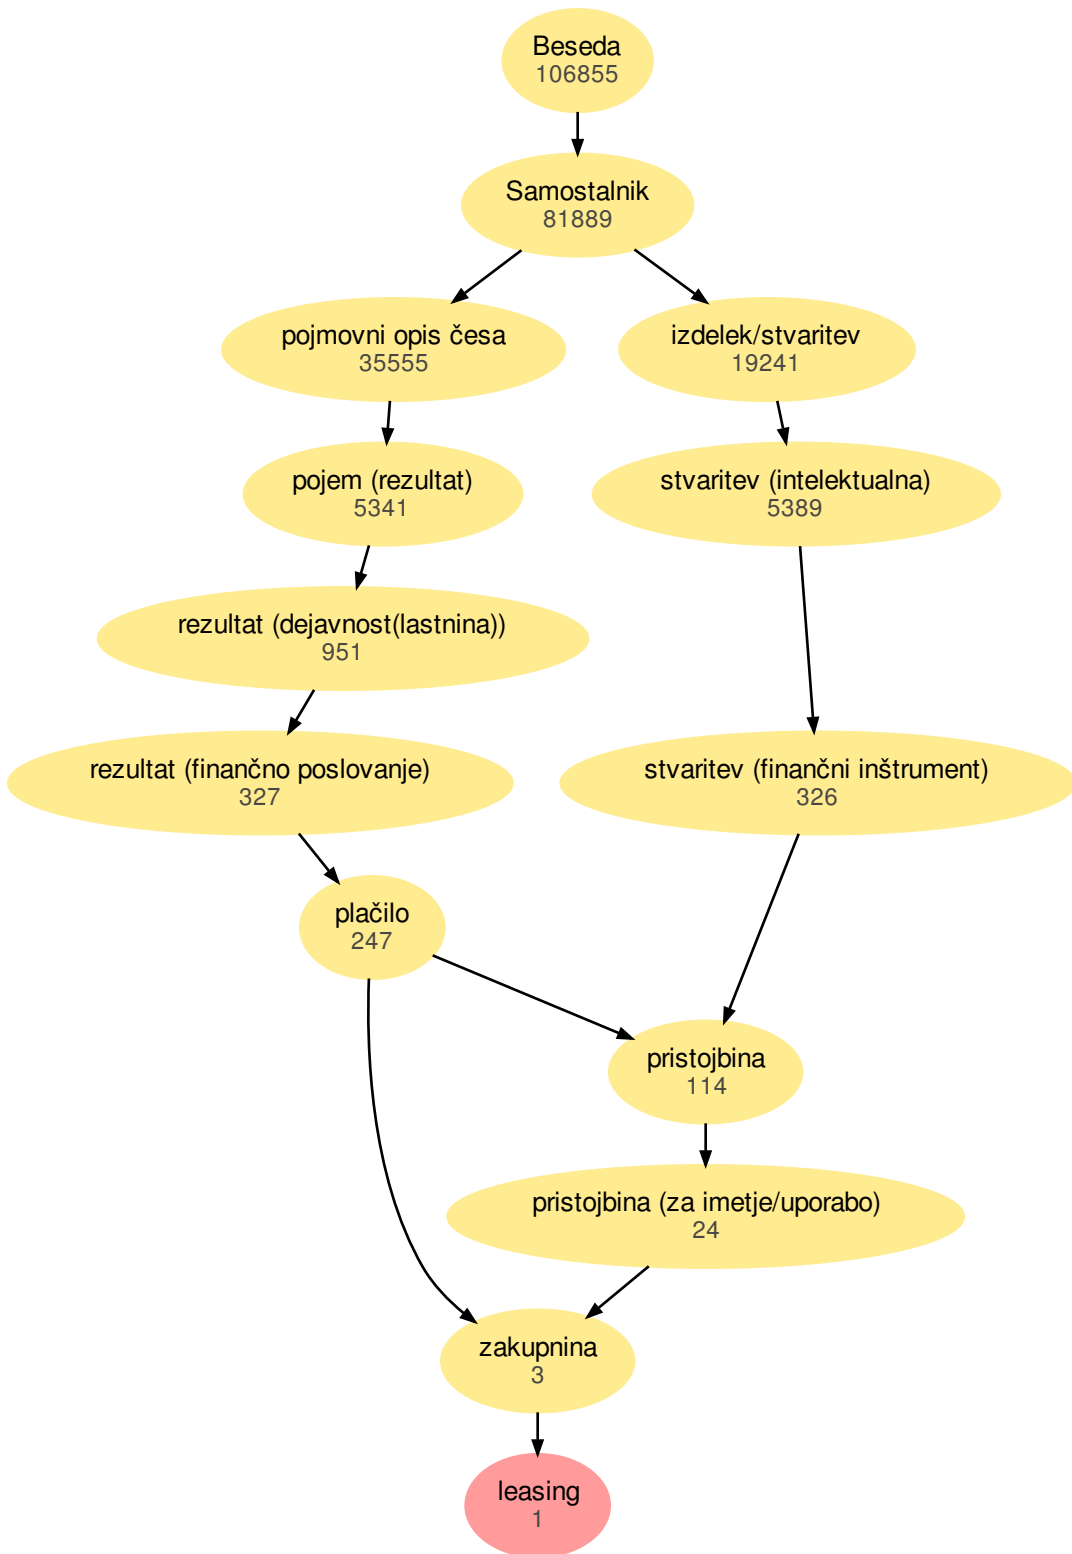 Beseda
106855
Samostalnik
81889
pojmovni opis česa
35555
izdelek/stvaritev
19241
pojem (rezultat)
5341
stvaritev (intelektualna)
5389
rezultat (dejavnost(lastnina))
951
rezultat (finančno poslovanje)
327
stvaritev (finančni inštrument)
326
plačilo
247
pristojbina
114
pristojbina (za imetje/uporabo)
24
zakupnina
3
leasing
1